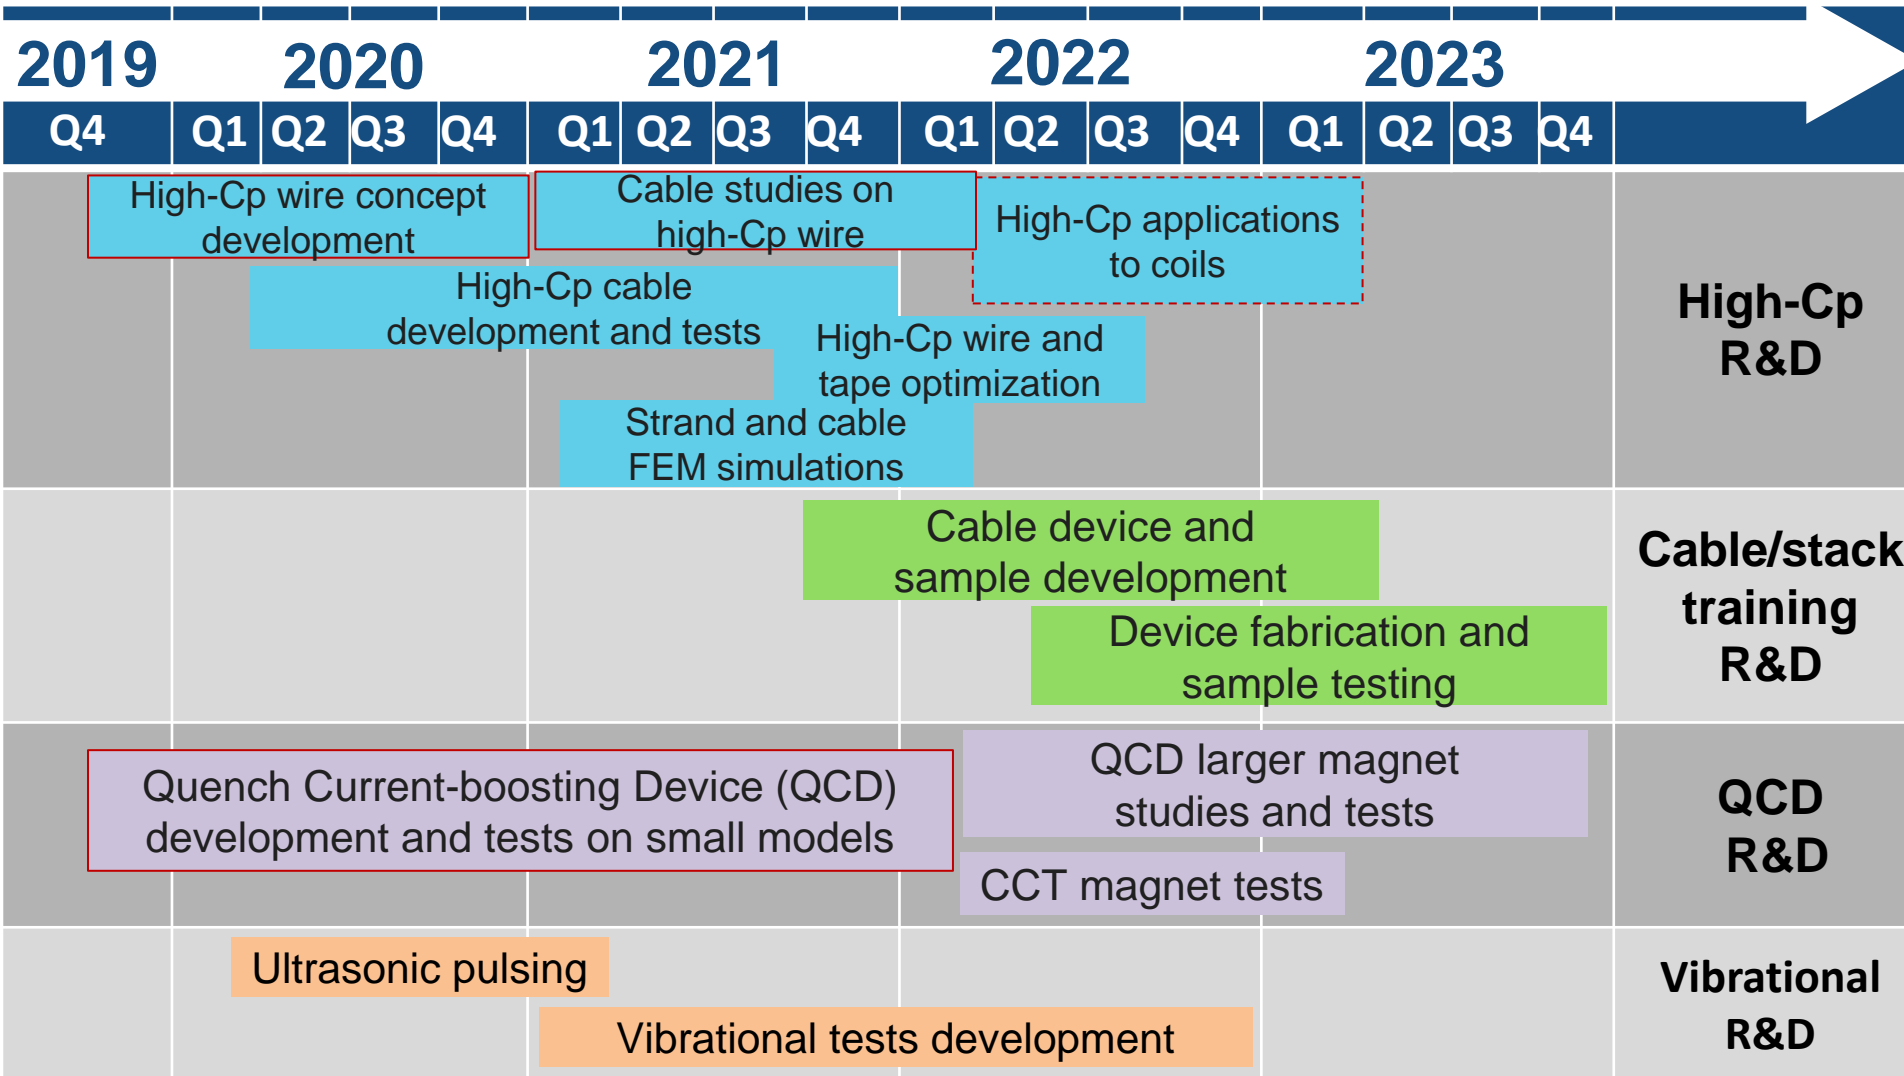 2019 2020 2021 2022 2023
Q4 Q1 Q2 Q3 Q4 Q1 Q2 Q3 Q4 Q1 Q2 Q3 Q4 Q1 Q2 Q3 Q4
High-Cp wire concept
development
Cable studies on
high-Cp wire
High-Cp applications
to coils
High-Cp cable
development and tests
High-Cp wire and
tape optimization
Strand and cable
FEM simulations
High-Cp
R&D
Cable device and
sample development
Device fabrication and
sample testing
Cable/stack
training
R&D
Quench Current-boosting Device (QCD)
development and tests on small models
QCD larger magnet
studies and tests
CCT magnet tests
QCD
R&D
Ultrasonic pulsing
Vibrational tests development
Vibrational
R&D